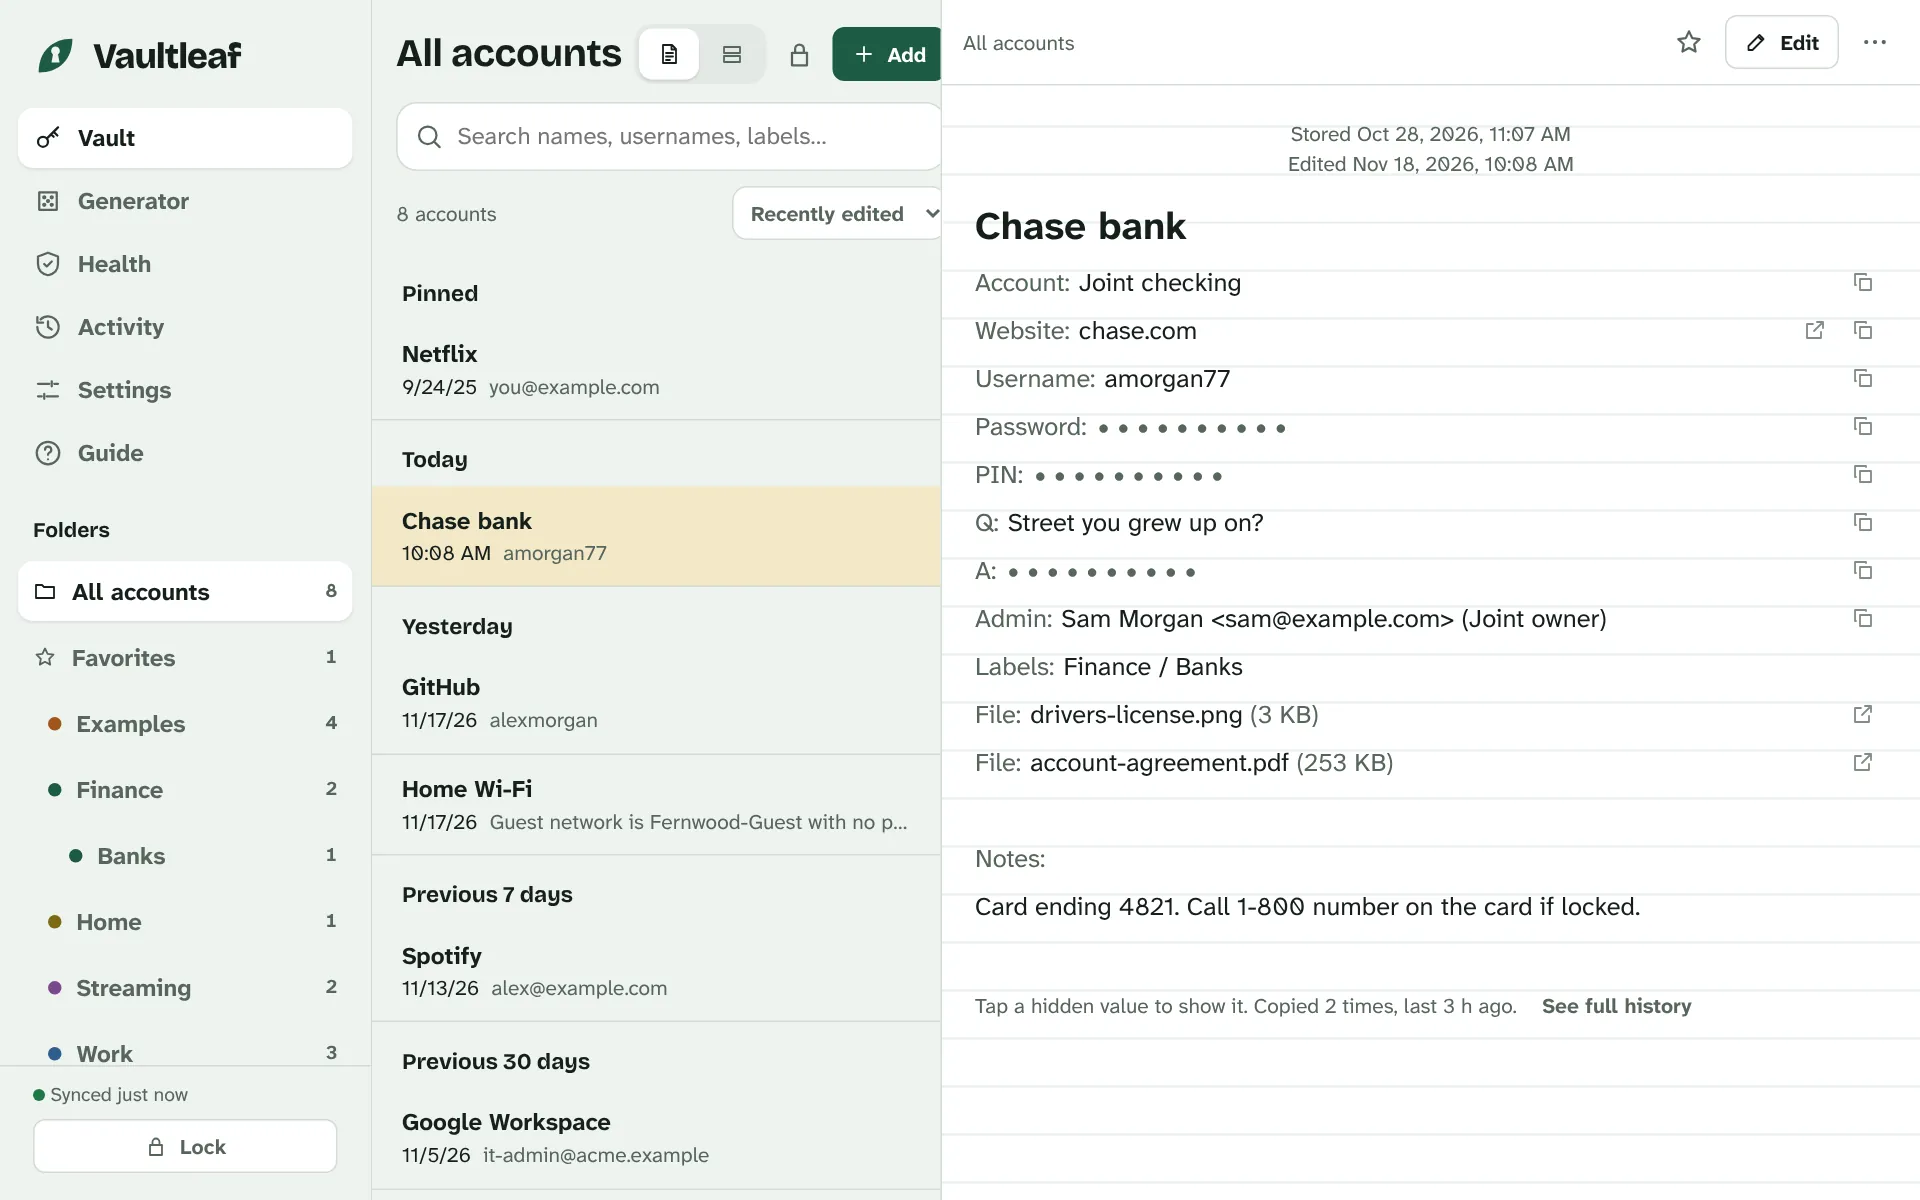 Vaultleaf
Vault
Generator
Health
Activity
Settings
Guide
Folders
All accounts 8
Favorites 1
Examples 4
Finance 2
Banks 1
Home 1
Streaming 2
Work 3
Synced just now
Lock
All accounts
Add
Search names, usernames, labels...
8 accounts
Recently edited
Pinned
Netflix
9/24/25 you@example.com
Today
Chase bank
10:08 AM amorgan77
Yesterday
GitHub
11/17/26 alexmorgan
Home Wi-Fi
11/17/26 Guest network is Fernwood-Guest with no p...
Previous 7 days
Spotify
11/13/26 alex@example.com
Previous 30 days
Google Workspace
11/5/26 it-admin@acme.example
All accounts
Edit
Stored Oct 28, 2026, 11:07 AM
Edited Nov 18, 2026, 10:08 AM
Chase bank
Account: Joint checking
Website: chase.com
Username: amorgan77
Password: ••••••••••
PIN: ••••••••••
Q: Street you grew up on?
A: ••••••••••
Admin: Sam Morgan <sam@example.com> (Joint owner)
Labels: Finance / Banks
File: drivers-license.png (3 KB)
File: account-agreement.pdf (253 KB)
Notes:
Card ending 4821. Call 1-800 number on the card if locked.
Tap a hidden value to show it. Copied 2 times, last 3 h ago. See full history